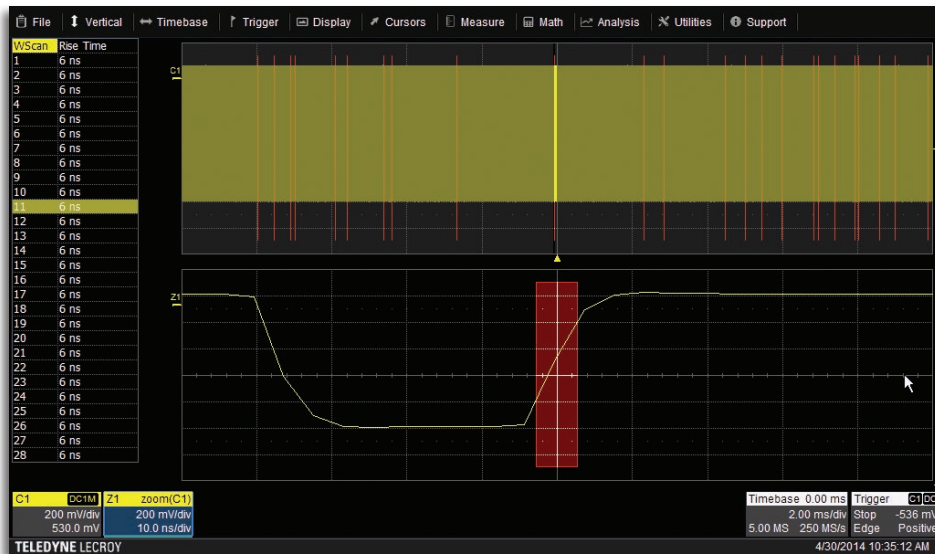 File Vertical Timebase Trigger Display Cursors Measure Math Analysis Utilities Support
WScan Rise Time
1 6 ns
2 6 ns
3 6 ns
4 6 ns
5 6 ns
6 6 ns
7 6 ns
8 6 ns
9 6 ns
10 6 ns
11 6 ns
12 6 ns
13 6 ns
14 6 ns
15 6 ns
16 6 ns
17 6 ns
18 6 ns
19 6 ns
20 6 ns
21 6 ns
22 6 ns
23 6 ns
24 6 ns
25 6 ns
26 6 ns
27 6 ns
28 6 ns
C1
Z1
C1 DC1M Z1 zoom(C1)
200 mV/div 200 mV/div
530.0 mV 10.0 ns/div
Timebase 0.00 ms Trigger C1 DC
2.00 ms/div Stop -536 mV
5.00 MS 250 MS/s Edge Positive
TELEDYNE LECROY 4/30/2014 10:35:12 AM